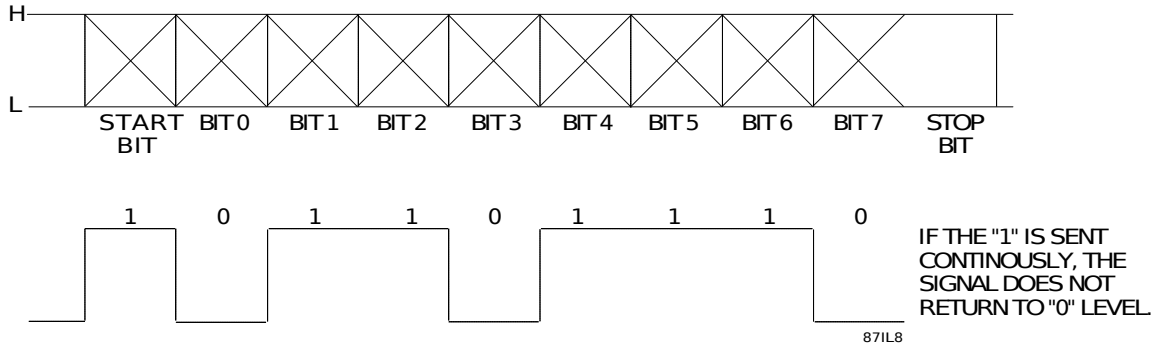 H
L
START BIT 0 BIT 1 BIT 2 BIT 3 BIT 4 BIT 5 BIT 6 BIT 7 STOP
BIT BIT
1 0 1 1 0 1 1 1 0
IF THE "1" IS SENT
CONTINOUSLY, THE
SIGNAL DOES NOT
RETURN TO "0" LEVEL.
87IL8